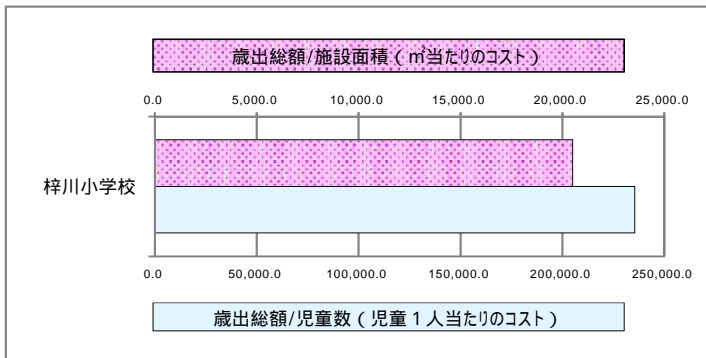 歳出総額/施設面積(㎡当たりのコスト)
0.0 5,000.0 10,000.0 15,000.0 20,000.0 25,000.0
梓川小学校
0.0 50,000.0 100,000.0 150,000.0 200,000.0 250,000.0
歳出総額/児童数(児童1人当たりのコスト)